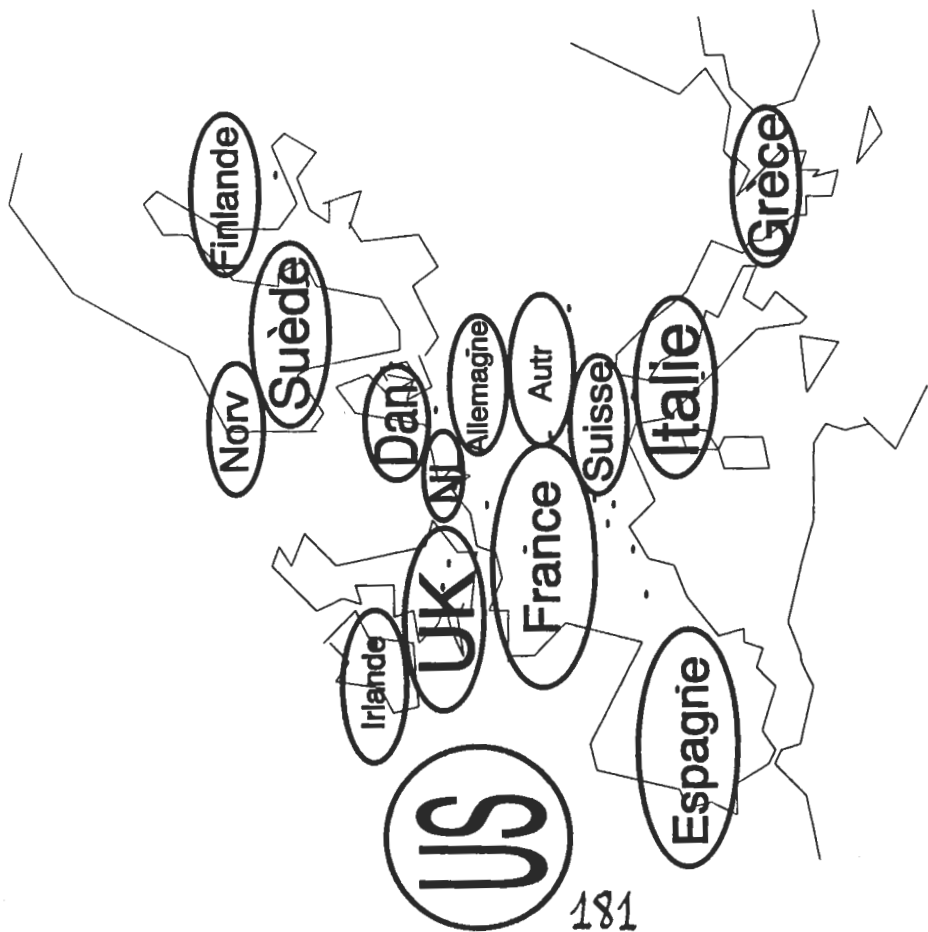 Finlande
Norv
Suède
Irlande
Dan
UK
NL
Allemagne
US
France
Autr
Suisse
Italie
Espagne
Grèce
181